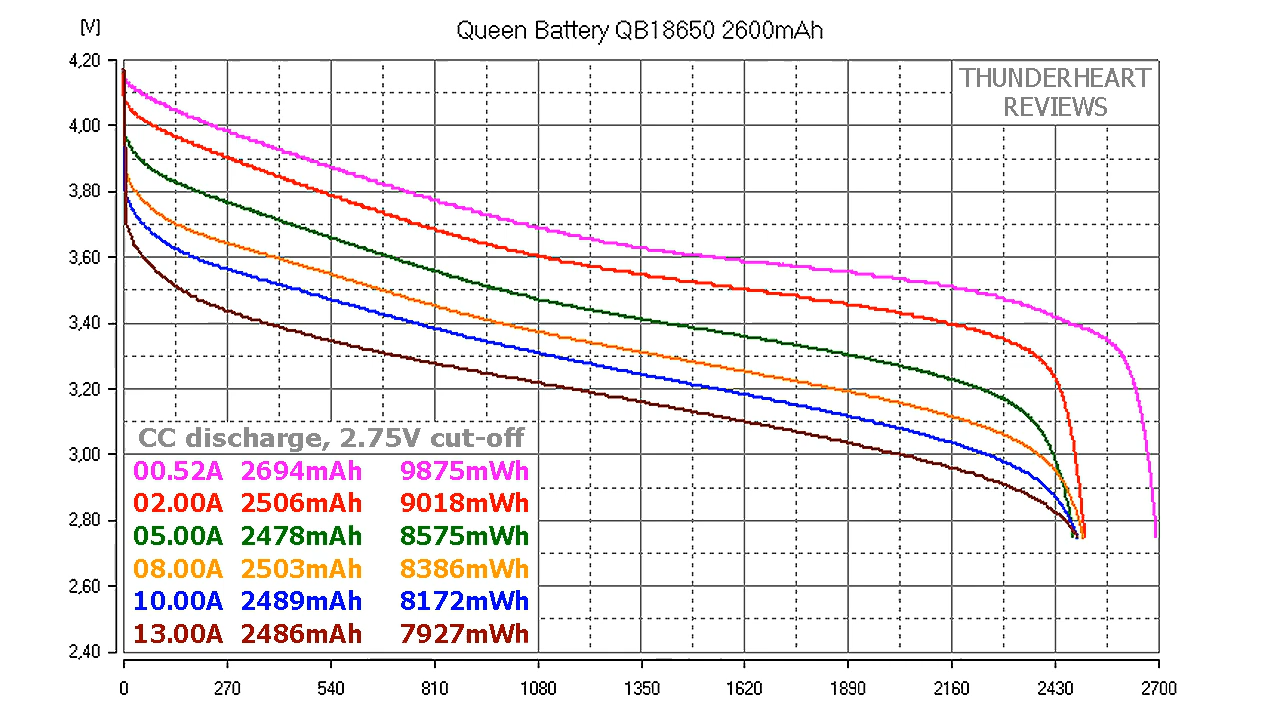 Queen Battery QB18650 2600mAh
[V]
THUNDERHEART
REVIEWS
4,20
4,00
3,80
3,60
3,40
3,20
3,00
2,80
2,60
2,40
CC discharge, 2.75V cut-off
00.52A 2694mAh 9875mWh
02.00A 2506mAh 9018mWh
05.00A 2478mAh 8575mWh
08.00A 2503mAh 8386mWh
10.00A 2489mAh 8172mWh
13.00A 2486mAh 7927mWh
0 270 540 810 1080 1350 1620 1890 2160 2430 2700